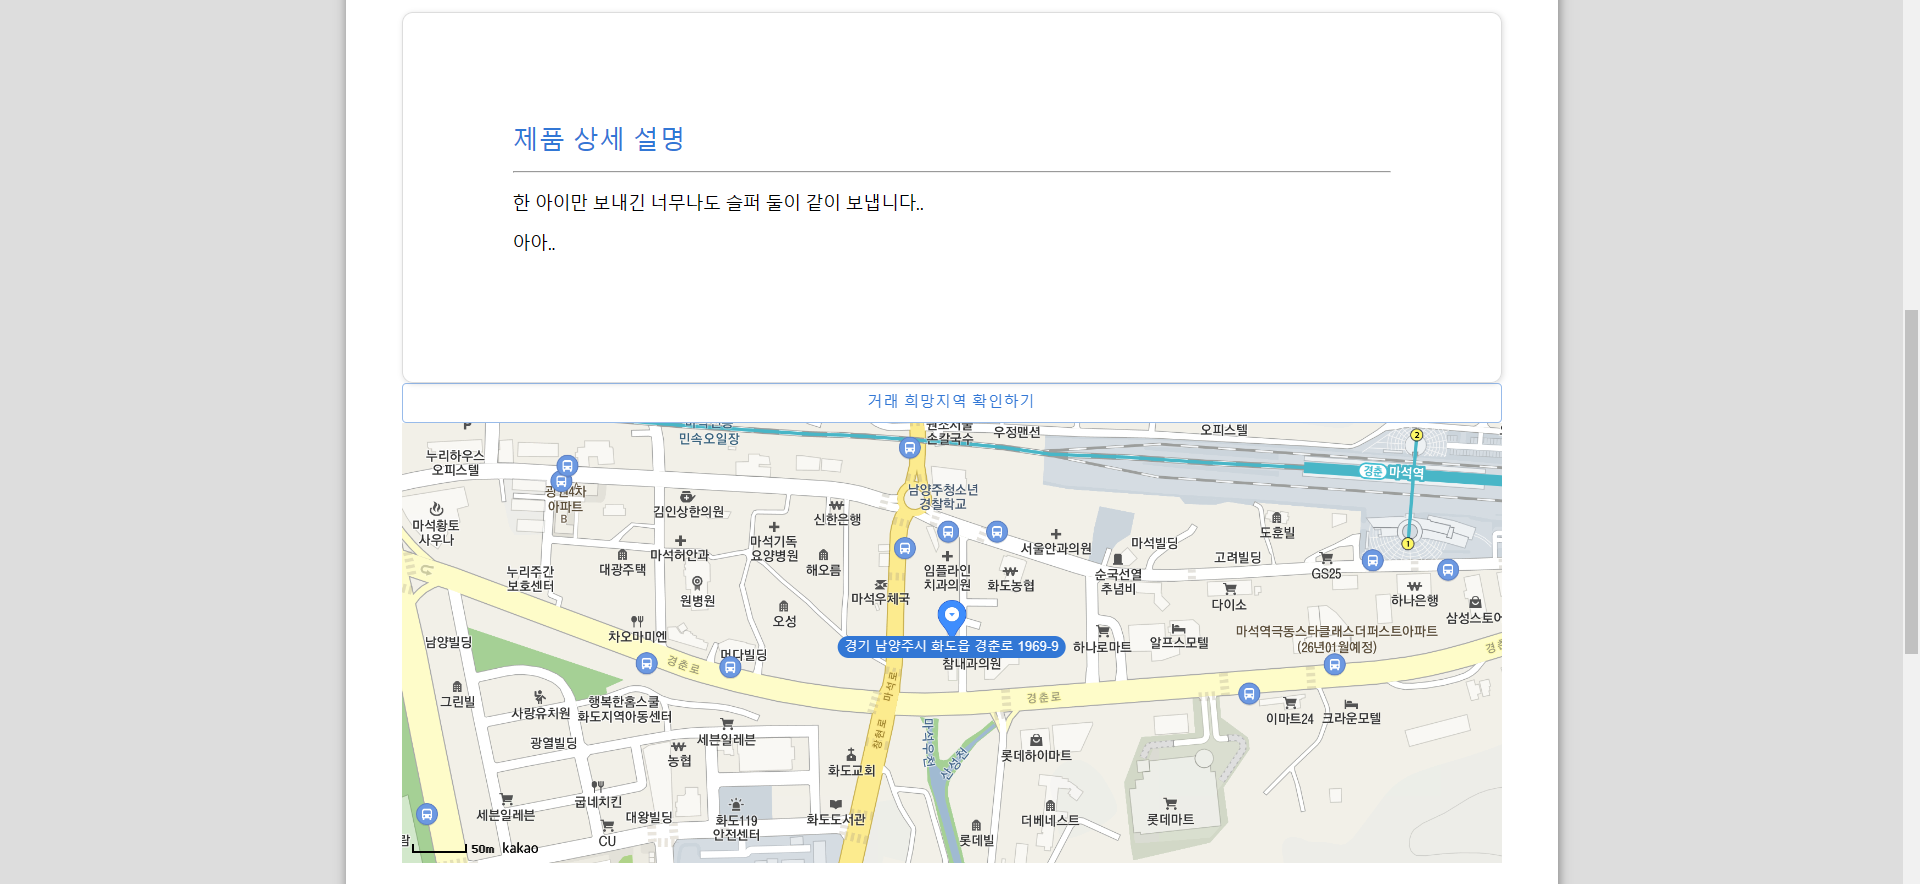 제품 상세 설명
한 아이만 보내긴 너무나도 슬퍼 둘이 같이 보냅니다..
아아..
거래 희망지역 확인하기
민속오일장
손칼국수
우정맨션
오피스텔
2
누리하우스
오피스텔
경춘 마석역
아파트
B
남양주청소년
경찰학교
김인상한의원
신한은행
마석황토
사우나
마석기독
요양병원
마석허안과
대광주택
해오름
서울안과의원
마석빌딩
도훈빌
1
고려빌딩
GS25
누리주간
보호센터
임플라인
치과의원
화도농협
순국선열
추념비
원병원
마석우체국
다이소
하나은행
오성
삼성스토어
차오마미엔
남양빌딩
경기 남양주시 화도읍 경춘로 1969-9
참내과의원
하나로마트
알프스모텔
마석역극동스타클래스더퍼스트아파트
(26년01월예정)
머다빌딩
경춘로
경춘로
마석로
창현로
그린빌
사랑유치원
행복한홈스쿨
화도지역아동센터
이마트24
크라운모텔
세븐일레븐
광열빌딩
농협
마석우천
산성천
롯데하이마트
화도교회
굽네치킨
세븐일레븐
대왕빌딩
화도119
안전센터
화도도서관
더베네스트
롯데마트
CU
롯데빌
람
50m kakao